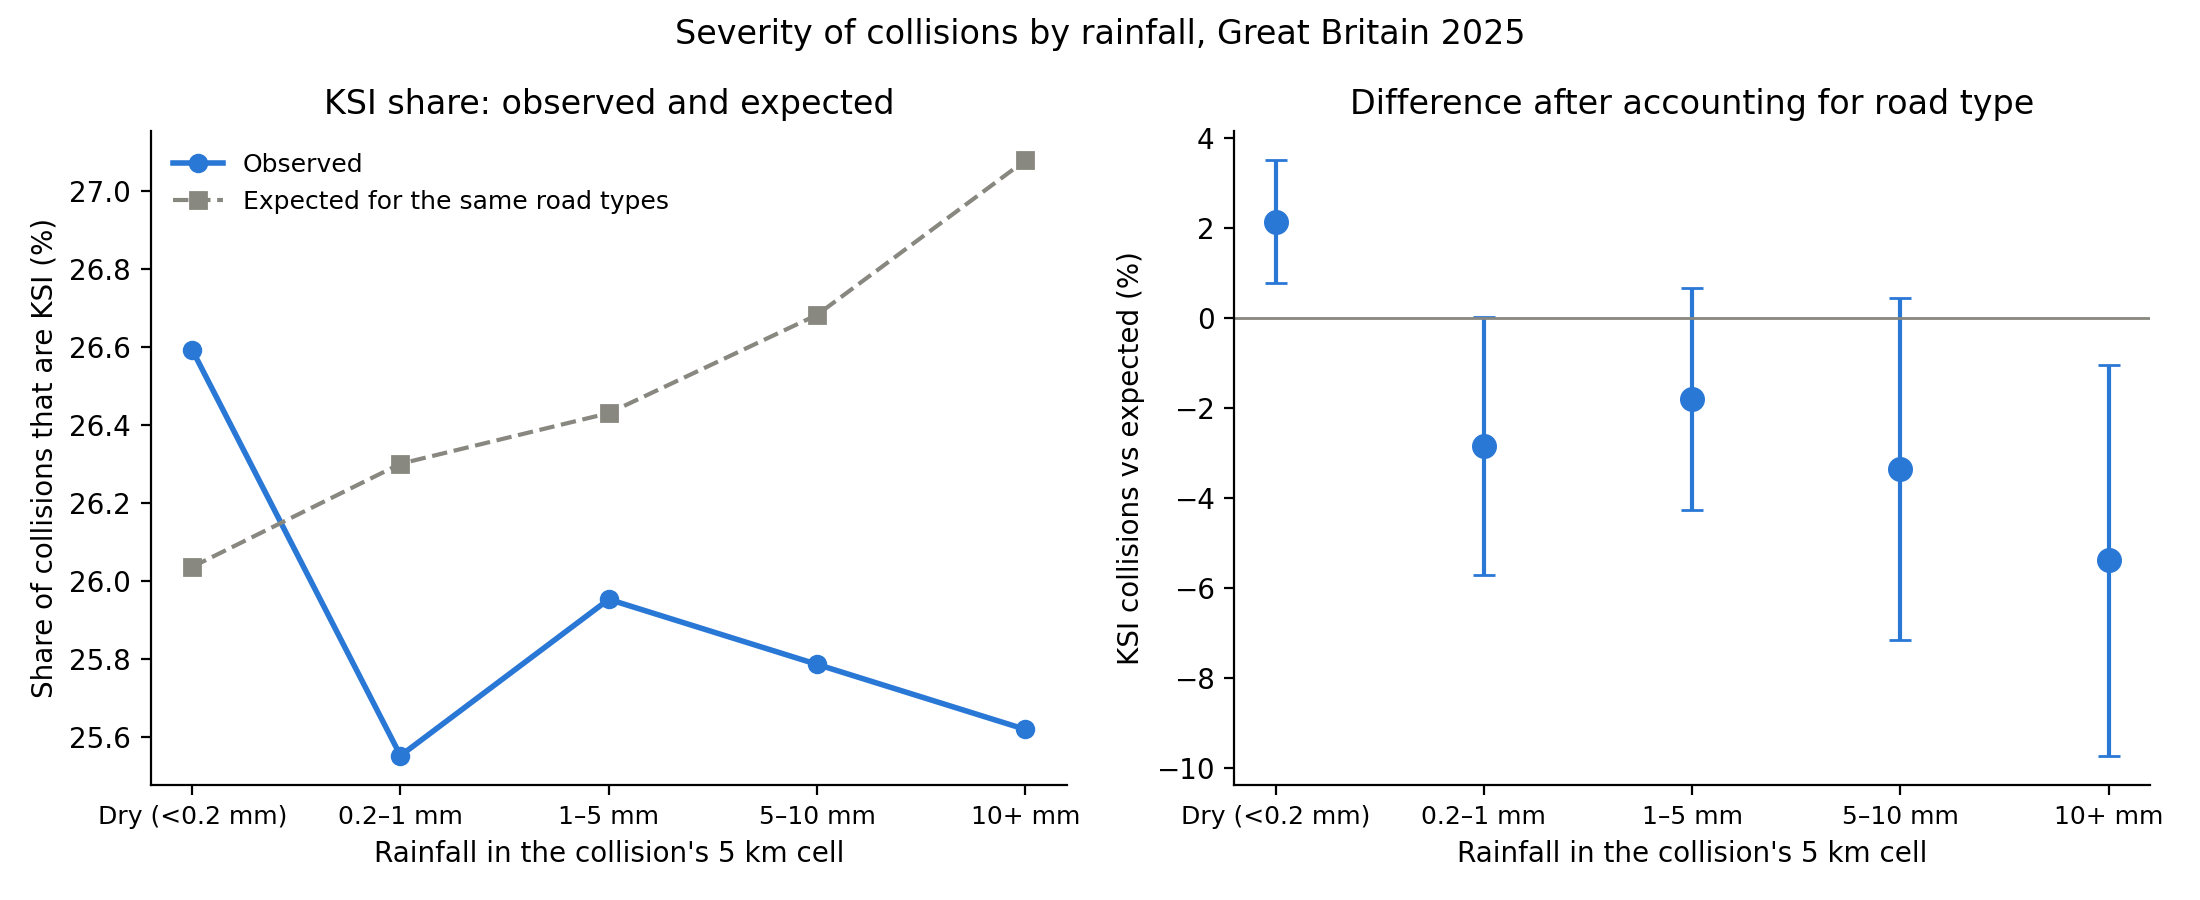 Severity of collisions by rainfall, Great Britain 2025
KSI share: observed and expected
Observed
Expected for the same road types
Share of collisions that are KSI (%)
27.0
26.8
26.6
26.4
26.2
26.0
25.8
25.6
Dry (<0.2 mm)
0.2–1 mm
1–5 mm
5–10 mm
10+ mm
Rainfall in the collision's 5 km cell
Difference after accounting for road type
KSI collisions vs expected (%)
4
2
0
−2
−4
−6
−8
−10
Dry (<0.2 mm)
0.2–1 mm
1–5 mm
5–10 mm
10+ mm
Rainfall in the collision's 5 km cell